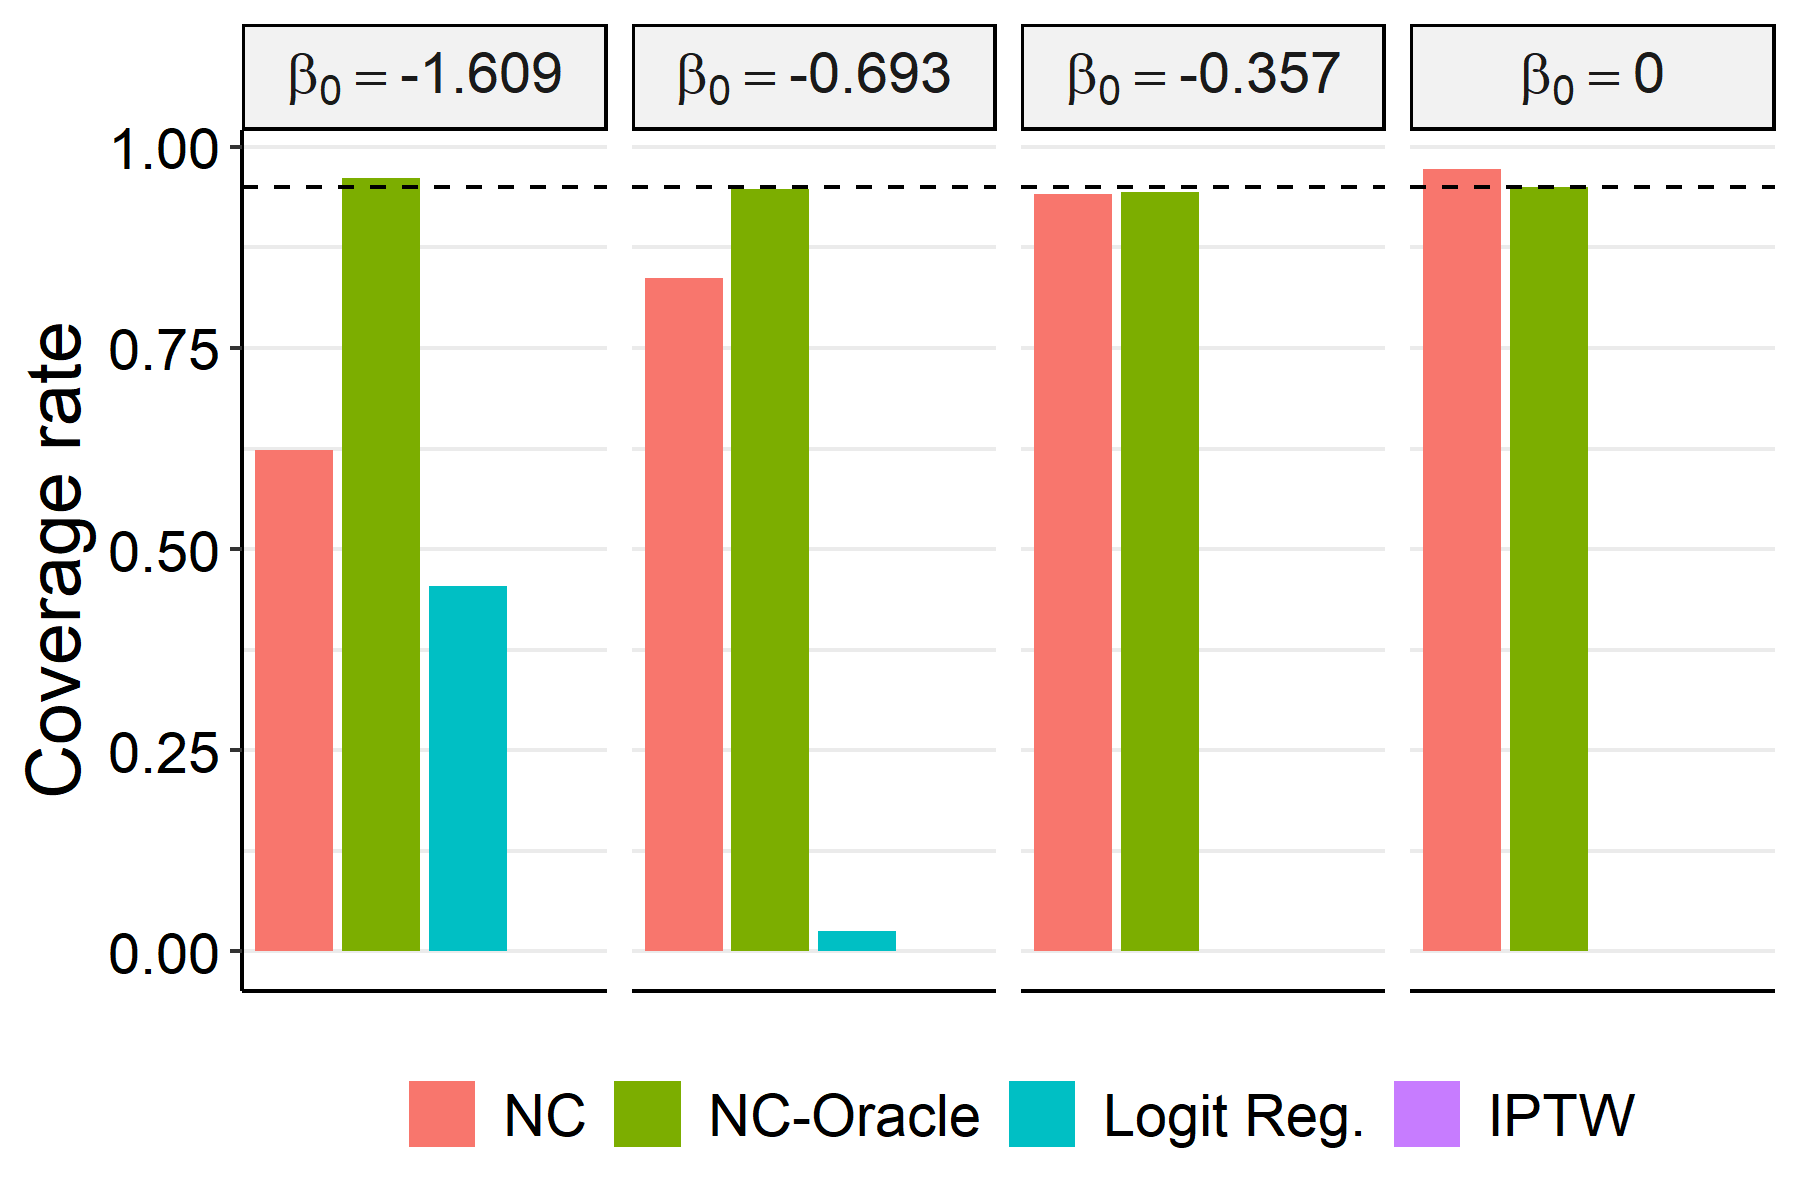 β0 = -1.609
β0 = -0.693
β0 = -0.357
β0 = 0
Coverage rate
1.00
0.75
0.50
0.25
0.00
NC
NC-Oracle
Logit Reg.
IPTW